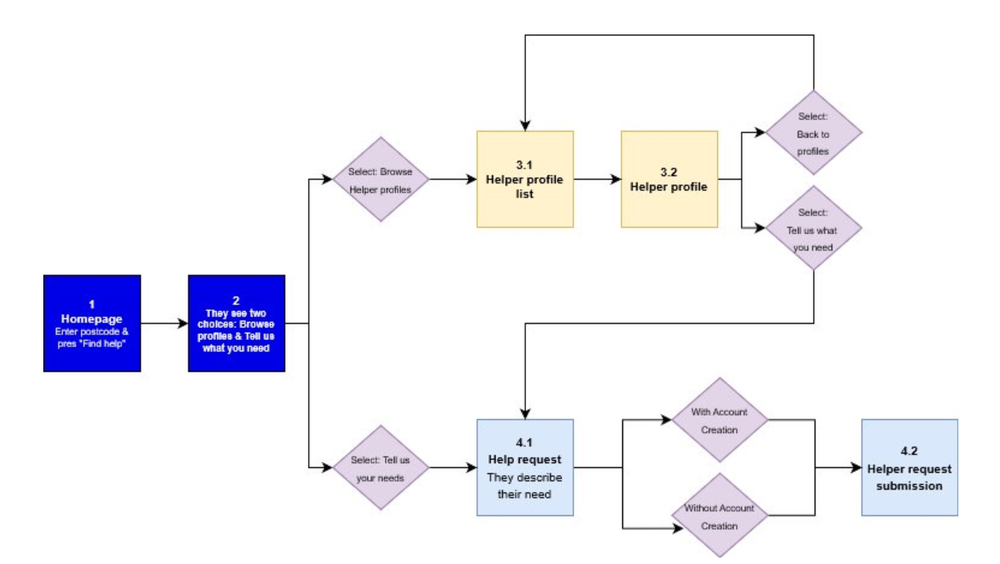 1
Homepage
Enter postcode &
pres "Find help"
2
They see two
choices: Browse
profiles & Tell us
what you need
Select: Browse
Helper profiles
3.1
Helper profile
list
3.2
Helper profile
Select:
Back to
profiles
Select:
Tell us what
you need
Select: Tell us
your needs
4.1
Help request
They describe
their need
With Account
Creation
Without Account
Creation
4.2
Helper request
submission